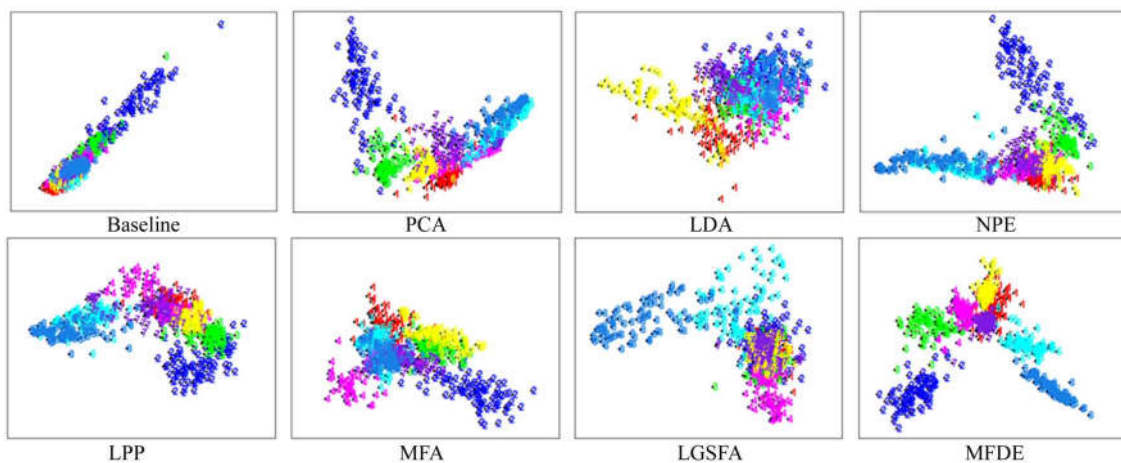 Baseline
PCA
LDA
NPE
LPP
MFA
LGSFA
MFDE